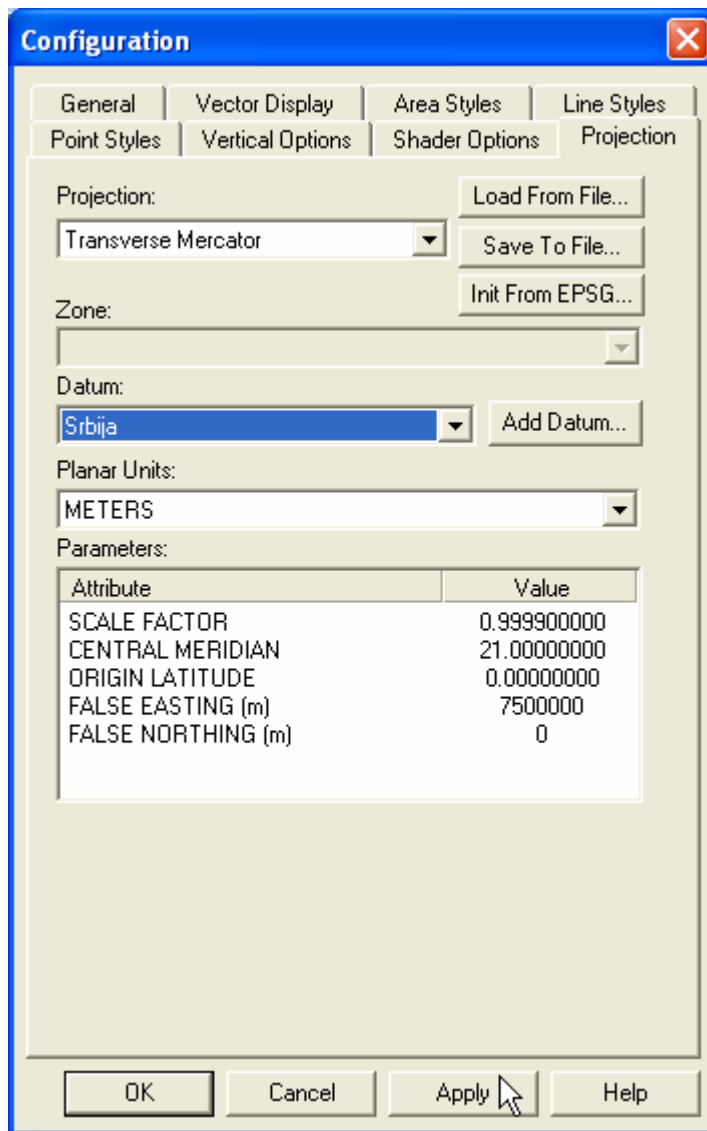 Configuration
General Vector Display Area Styles Line Styles
Point Styles Vertical Options Shader Options Projection
Projection: Load From File...
Transverse Mercator Save To File...
Init From EPSG...
Zone:
Datum:
Srbija Add Datum...
Planar Units:
METERS
Parameters:
Attribute Value
SCALE FACTOR 0.999900000
CENTRAL MERIDIAN 21.00000000
ORIGIN LATITUDE 0.00000000
FALSE EASTING (m) 7500000
FALSE NORTHING (m) 0
OK Cancel Apply Help